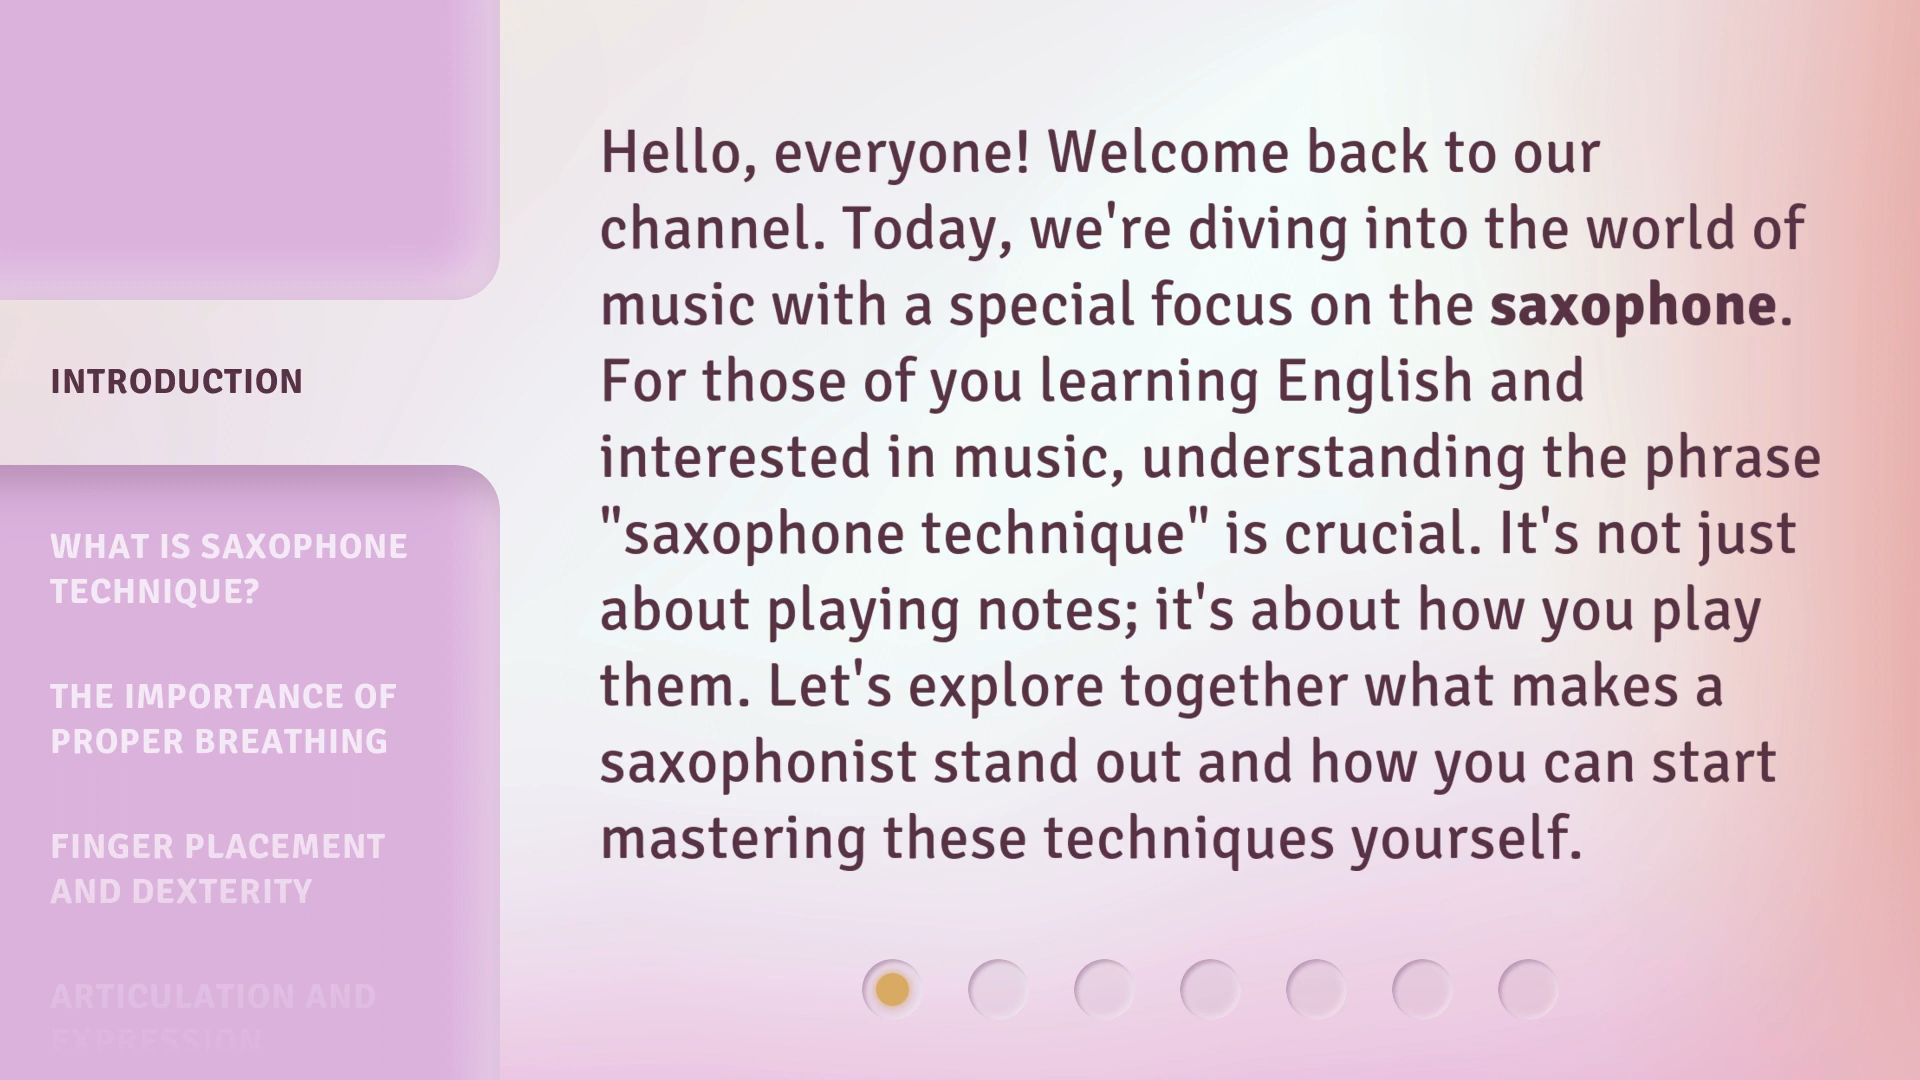 INTRODUCTION
WHAT IS SAXOPHONE
TECHNIQUE?
THE IMPORTANCE OF
PROPER BREATHING
FINGER PLACEMENT
AND DEXTERITY
ARTICULATION AND
EXPRESSION
Hello, everyone! Welcome back to our
channel. Today, we're diving into the world of
music with a special focus on the saxophone.
For those of you learning English and
interested in music, understanding the phrase
"saxophone technique" is crucial. It's not just
about playing notes; it's about how you play
them. Let's explore together what makes a
saxophonist stand out and how you can start
mastering these techniques yourself.